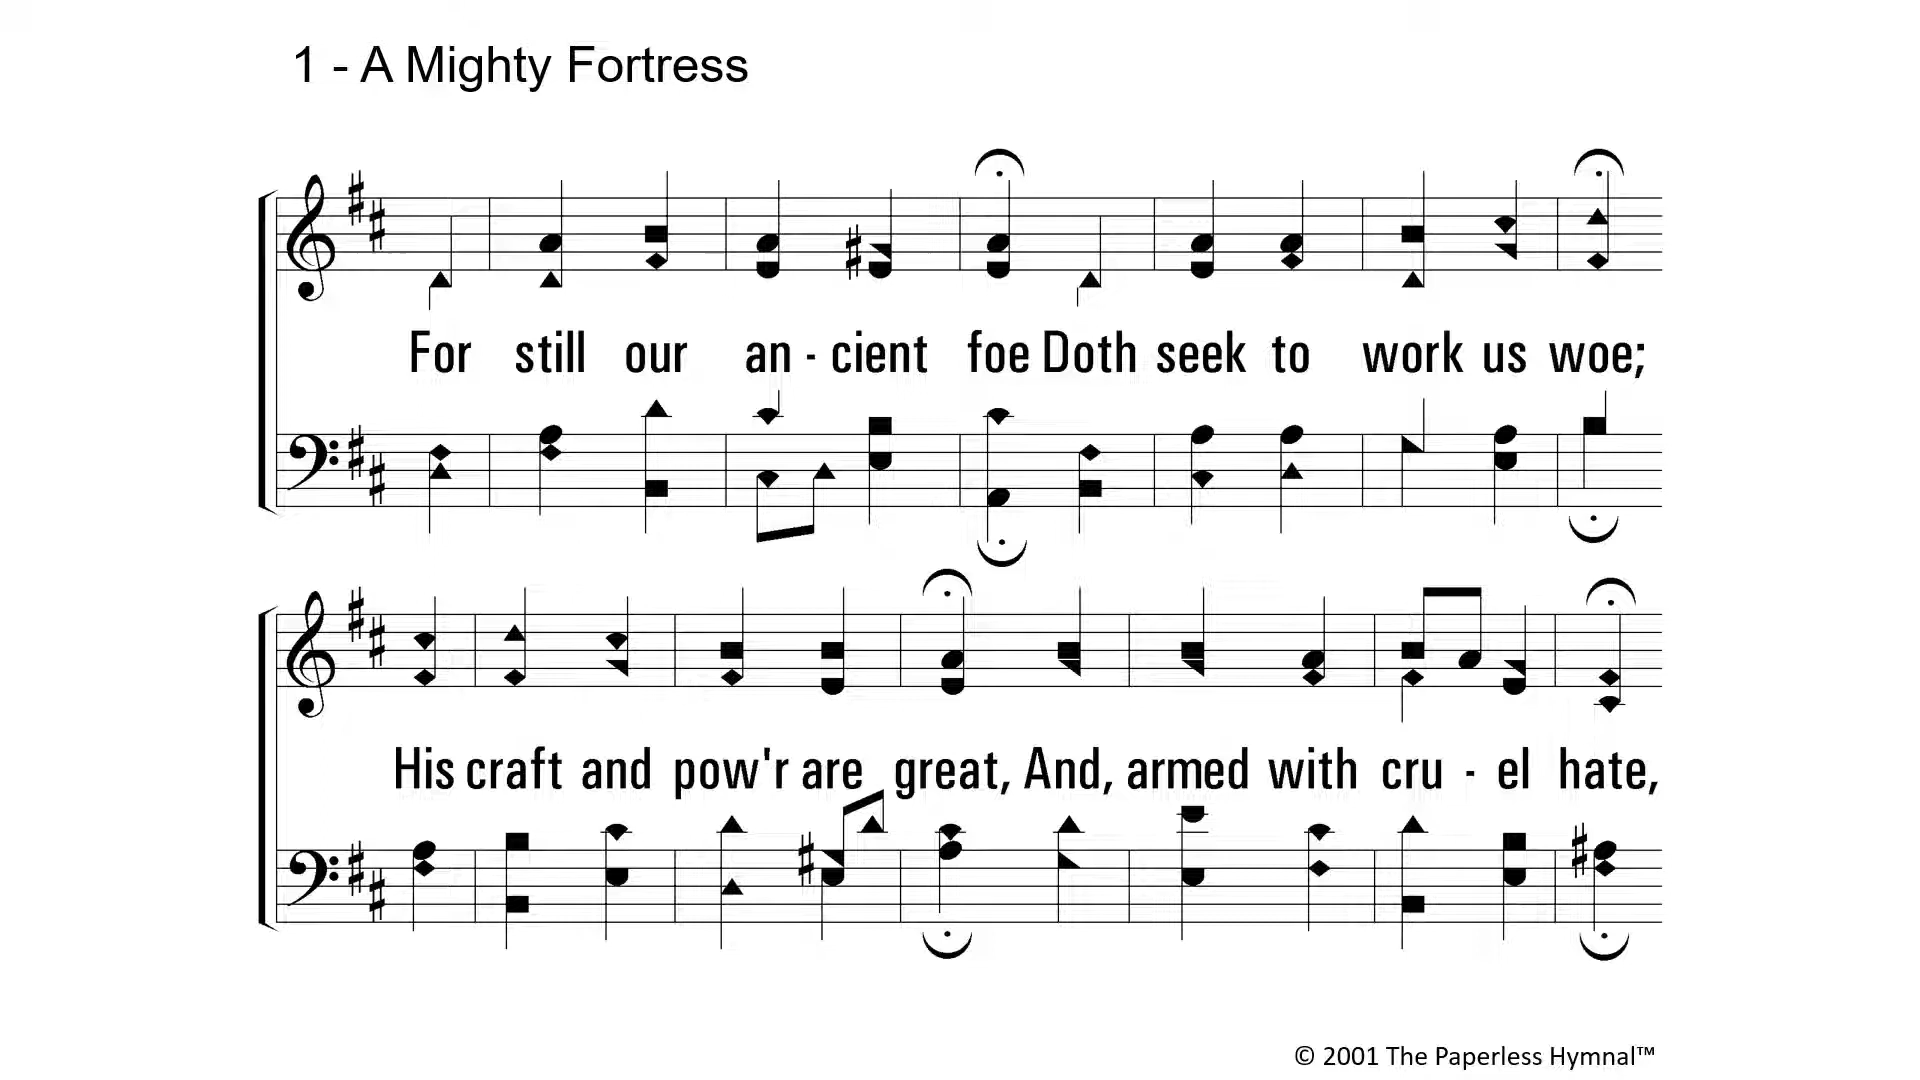 1 - A Mighty Fortress
For still our an - cient foe Doth seek to work us woe;
His craft and pow'r are great, And, armed with cru - el hate,
© 2001 The Paperless Hymnal™